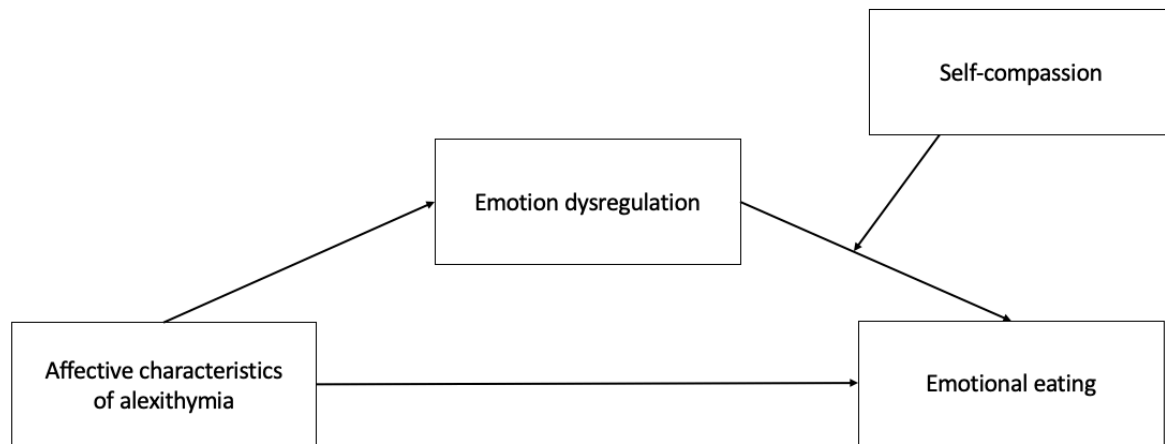 Self-compassion
Emotion dysregulation
Affective characteristics
of alexithymia
Emotional eating